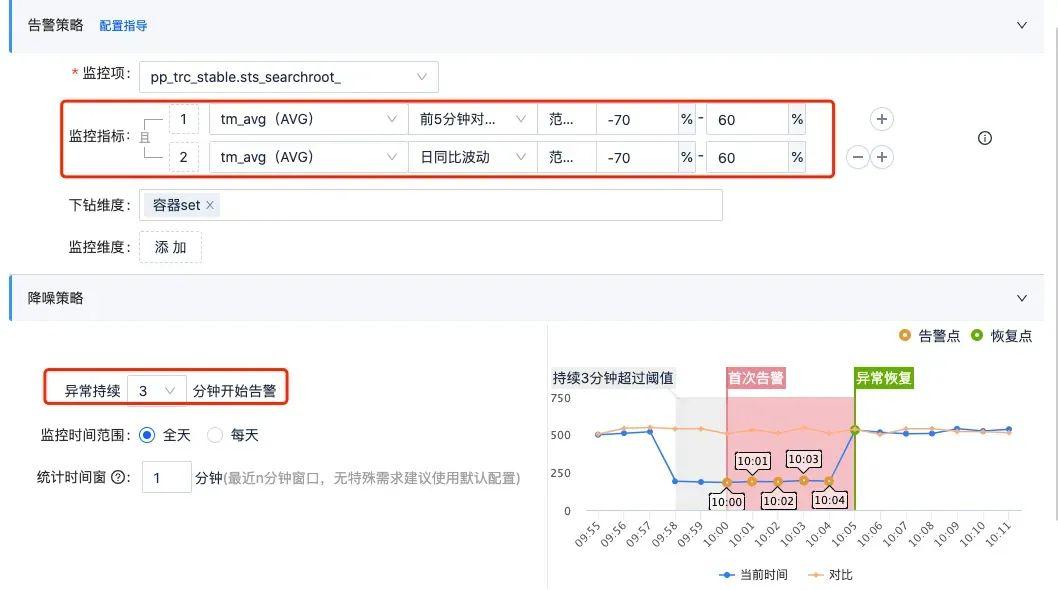 告警策略 配置指导
* 监控项： pp_trc_stable.sts_searchroot_
监控指标： 且
1 tm_avg（AVG） 前5分钟对... 范... -70 % - 60 %
2 tm_avg（AVG） 日同比波动 范... -70 % - 60 %
下钻维度： 容器set ×
监控维度： 添 加
降噪策略
告警点 恢复点
异常持续 3 分钟开始告警
监控时间范围： 全天 每天
统计时间窗 ?： 1 分钟(最近n分钟窗口，无特殊需求建议使用默认配置)
持续3分钟超过阈值 首次告警 异常恢复
750
500
250
0
10:00 10:01 10:02 10:03 10:04
09:55 09:56 09:57 09:58 09:59 10:00 10:01 10:02 10:03 10:04 10:05 10:06 10:07 10:08 10:09 10:10 10:11
当前时间 对比